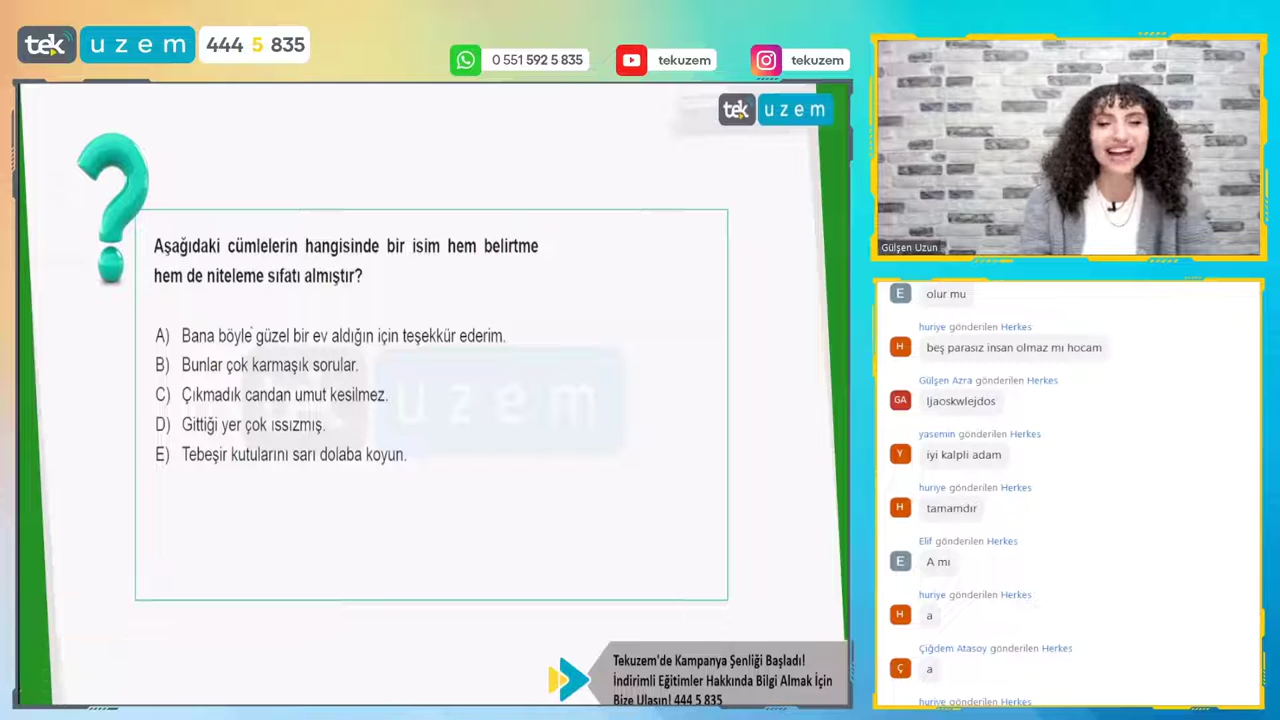 tek uzem 444 5 835
0 551 592 5 835
tekuzem
tekuzem
tek uzem
Aşağıdaki cümlelerin hangisinde bir isim hem belirtme
hem de niteleme sıfatı almıştır?
A) Bana böyle güzel bir ev aldığın için teşekkür ederim.
B) Bunlar çok karmaşık sorular.
C) Çıkmadık candan umut kesilmez.
D) Gittiği yer çok ıssızmış.
E) Tebeşir kutularını sarı dolaba koyun.
uzem
Tekuzem'de Kampanya Şenliği Başladı!
İndirimli Eğitimler Hakkında Bilgi Almak İçin
Bize Ulaşın! 444 5 835
Gülşen Uzun
E
olur mu
huriye gönderilen Herkes
H
beş parasız insan olmaz mı hocam
Gülşen Azra gönderilen Herkes
GA
ljaoskwlejdos
yasemin gönderilen Herkes
Y
iyi kalpli adam
huriye gönderilen Herkes
H
tamamdır
Elif gönderilen Herkes
E
A mı
huriye gönderilen Herkes
H
a
Çiğdem Atasoy gönderilen Herkes
Ç
a
huriye gönderilen Herkes